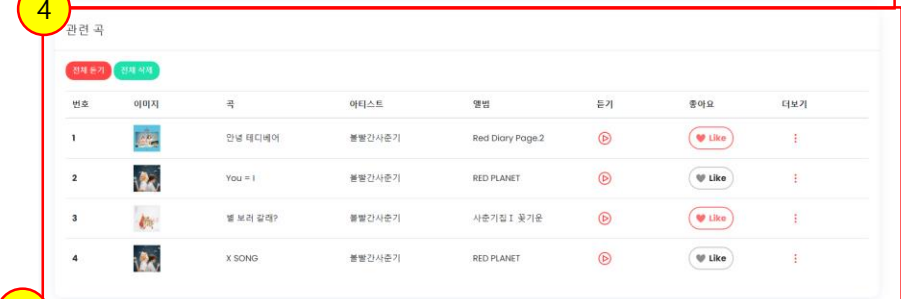 4
관련 곡
전체 듣기 전체 삭제
번호 이미지 곡 아티스트 앨범 듣기 좋아요 더보기
1 안녕 테디베어 볼빨간사춘기 Red Diary Page.2 Like
2 You = I 볼빨간사춘기 RED PLANET Like
3 별 보러 갈래? 볼빨간사춘기 사춘기집 I 꽃기운 Like
4 X SONG 볼빨간사춘기 RED PLANET Like